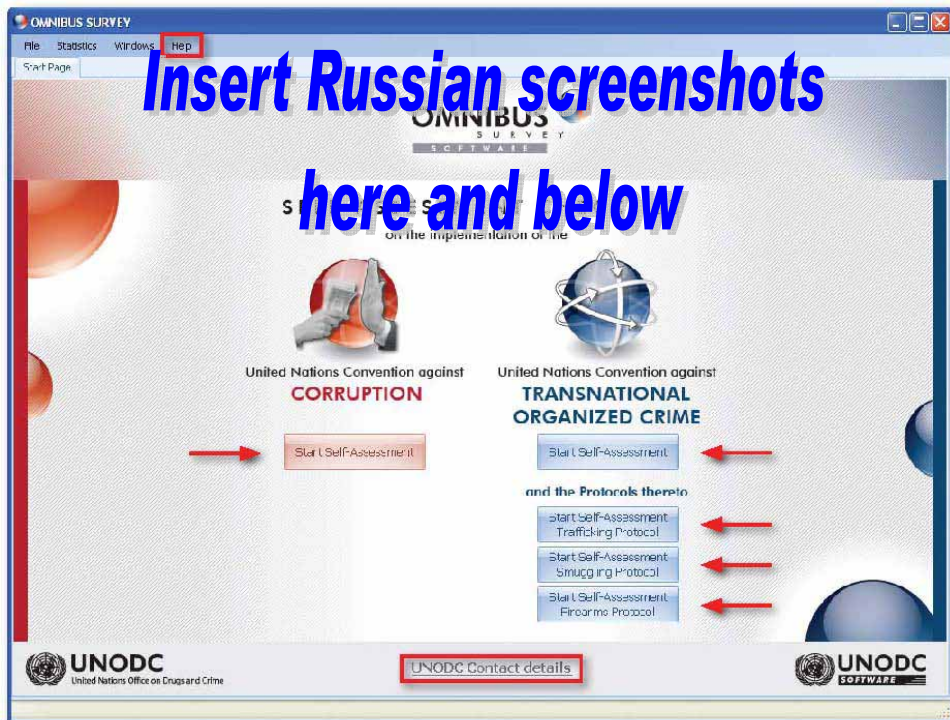 OMNIBUS SURVEY
File Statistics Windows Help
Start Page
Insert Russian screenshots
OMNIBUS
SURVEY
SOFTWARE
here and below
on the implementation of the
United Nations Convention against
CORRUPTION
United Nations Convention against
TRANSNATIONAL
ORGANIZED CRIME
Start Self-Assessment
Start Self-Assessment
and the Protocols thereto
Start Self-Assessment
Trafficking Protocol
Start Self-Assessment
Smuggling Protocol
Start Self-Assessment
Firearms Protocol
UNODC
United Nations Office on Drugs and Crime
UNODC Contact details
UNODC
SOFTWARE